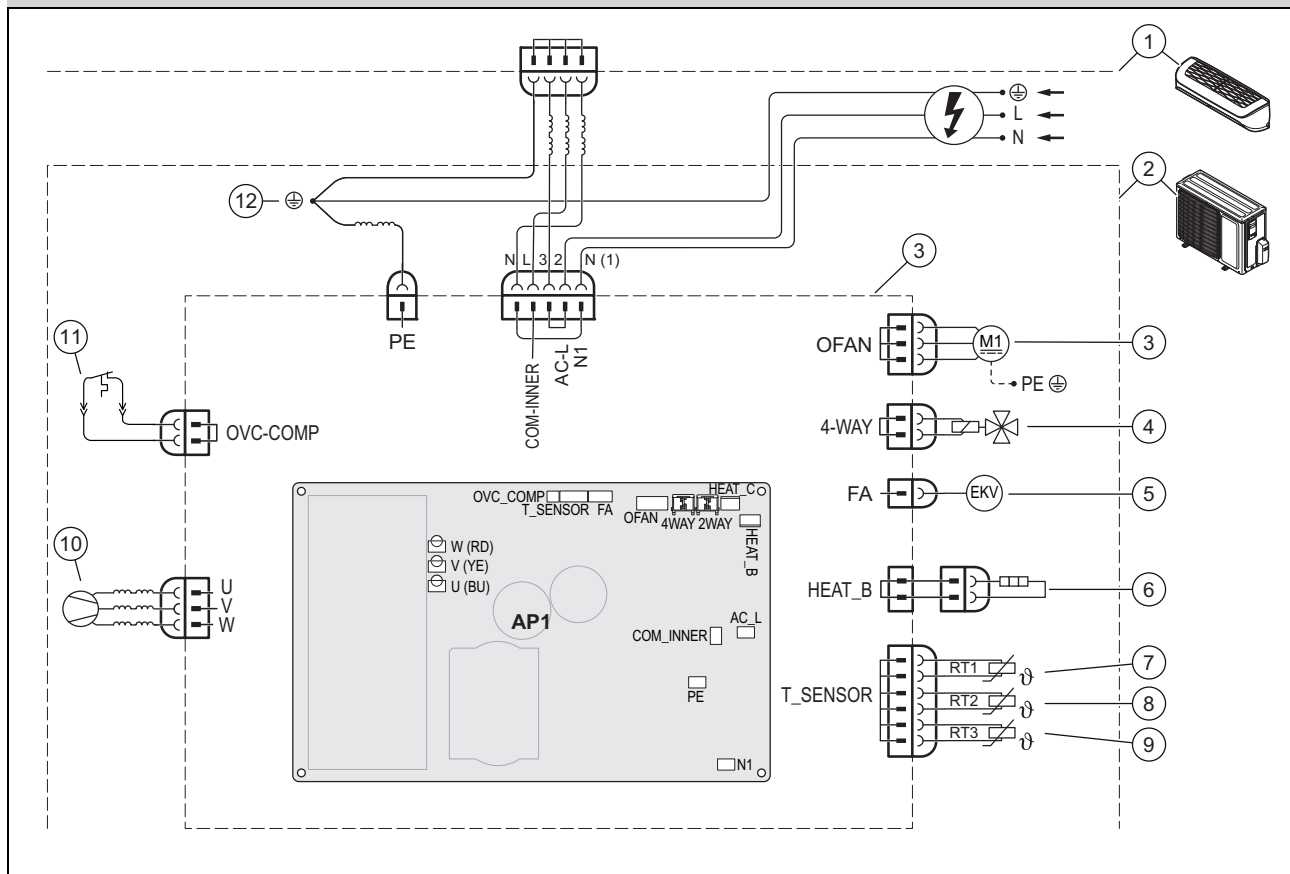 1
L
N
2
12
N L 3 2 N (1)
3
PE
COM-INNER
AC-L
N1
11
OFAN
M1
3
PE
OVC-COMP
4-WAY
4
FA
EKV
5
OVC_COMP
T_SENSOR
FA
OFAN
4WAY
2WAY
HEAT_C
HEAT_B
W (RD)
V (YE)
U (BU)
10
U
V
W
HEAT_B
6
AP1
COM_INNER
AC_L
PE
N1
T_SENSOR
RT1
ϑ
7
RT2
ϑ
8
RT3
ϑ
9